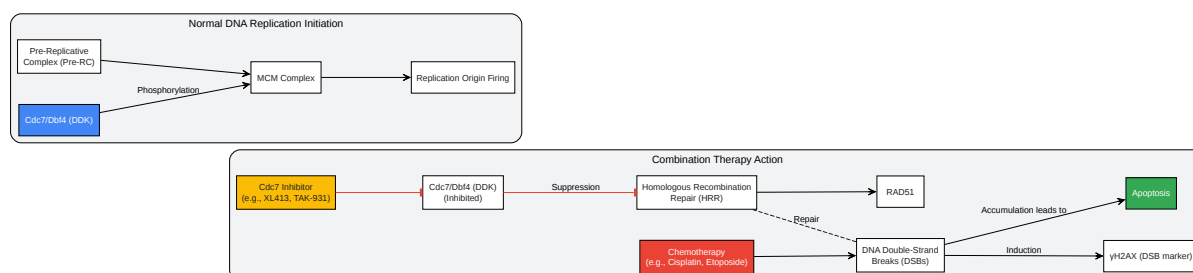 Normal DNA Replication Initiation
Pre-Replicative
Complex (Pre-RC)
MCM Complex
Replication Origin Firing
Phosphorylation
Cdc7/Dbf4 (DDK)
Combination Therapy Action
Cdc7 Inhibitor
(e.g., XL413, TAK-931)
Cdc7/Dbf4 (DDK)
(Inhibited)
Suppression
Homologous Recombination
Repair (HRR)
RAD51
Apoptosis
Accumulation leads to
Repair
Chemotherapy
(e.g., Cisplatin, Etoposide)
DNA Double-Strand
Breaks (DSBs)
Induction
γH2AX (DSB marker)